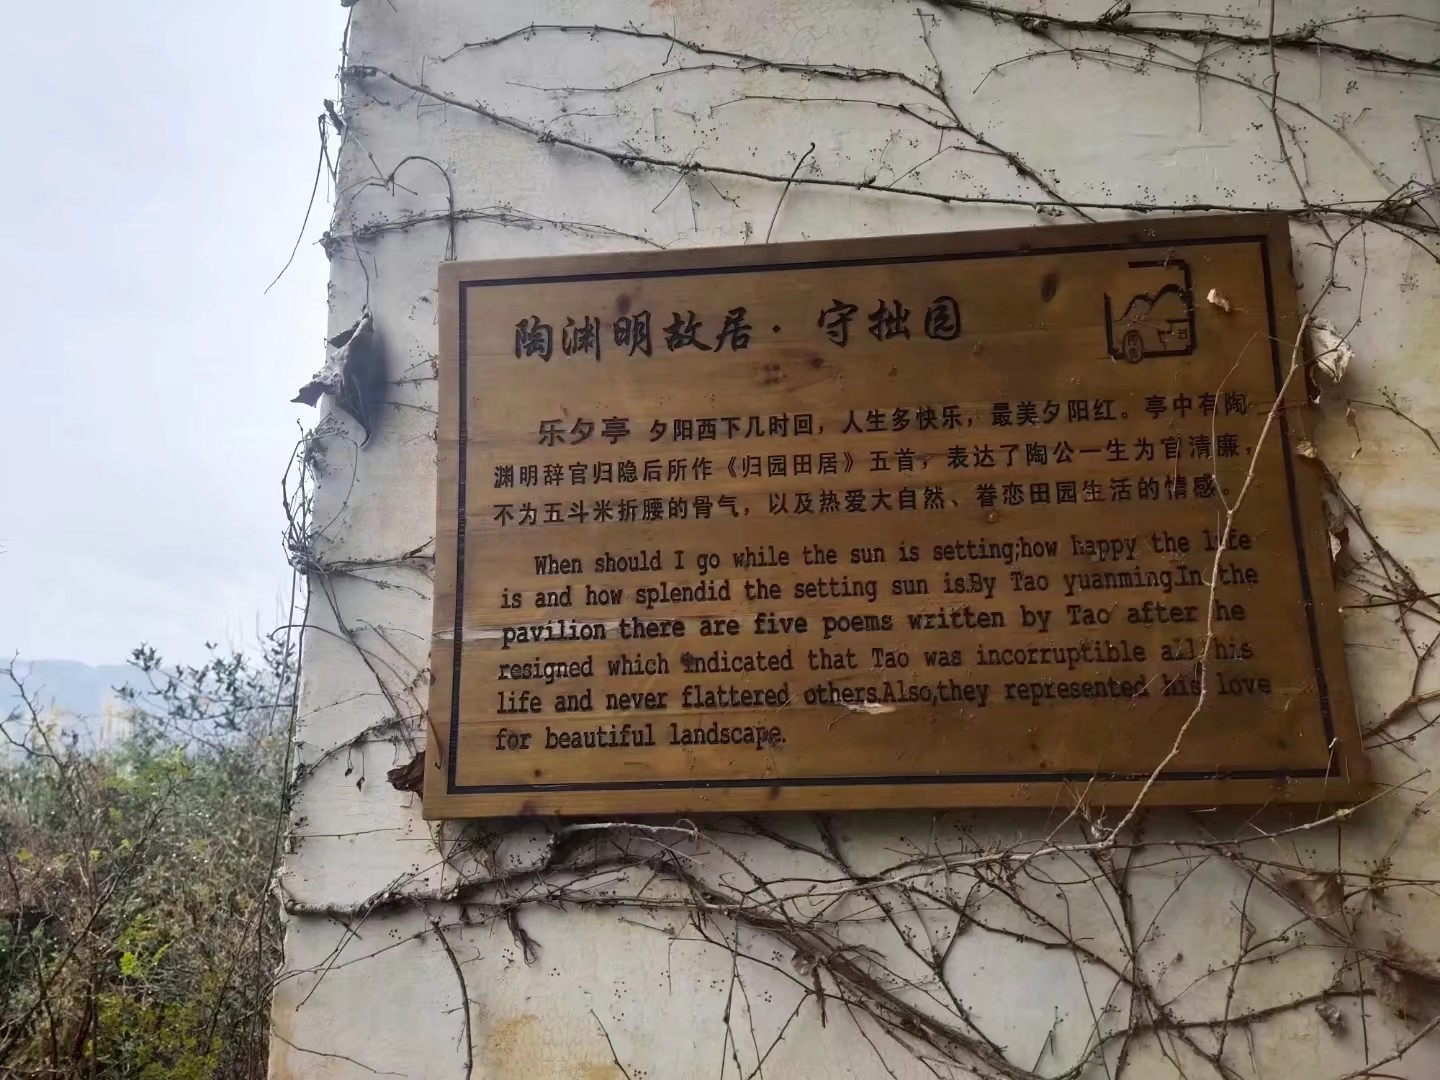 陶渊明故居·守拙园
乐夕亭 夕阳西下几时回，人生多快乐，最美夕阳红。亭中有陶
渊明辞官归隐后所作《归园田居》五首，表达了陶公一生为官清廉，
不为五斗米折腰的骨气，以及热爱大自然、眷恋田园生活的情感。
When should I go while the sun is setting;how happy the life
is and how splendid the setting sun is.By Tao yuanming.In the
pavilion there are five poems written by Tao after he
resigned which indicated that Tao was incorruptible all his
life and never flattered others.Also,they represented his love
for beautiful landscape.